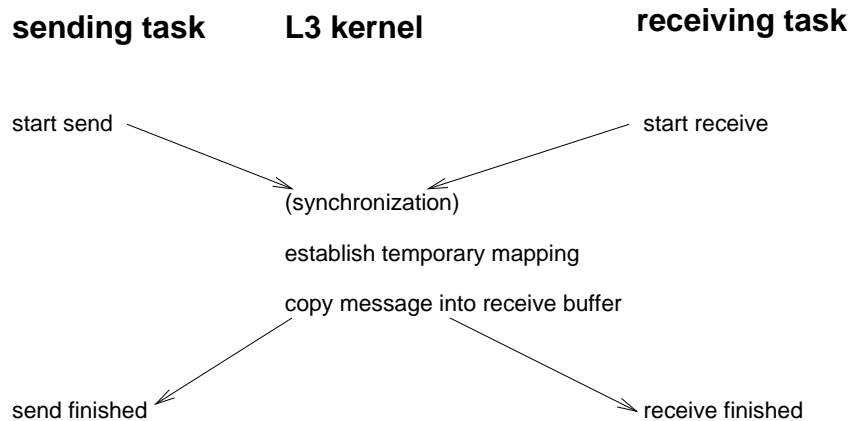 sending task L3 kernel receiving task
start send start receive
(synchronization)
establish temporary mapping
copy message into receive buffer
send finished receive finished